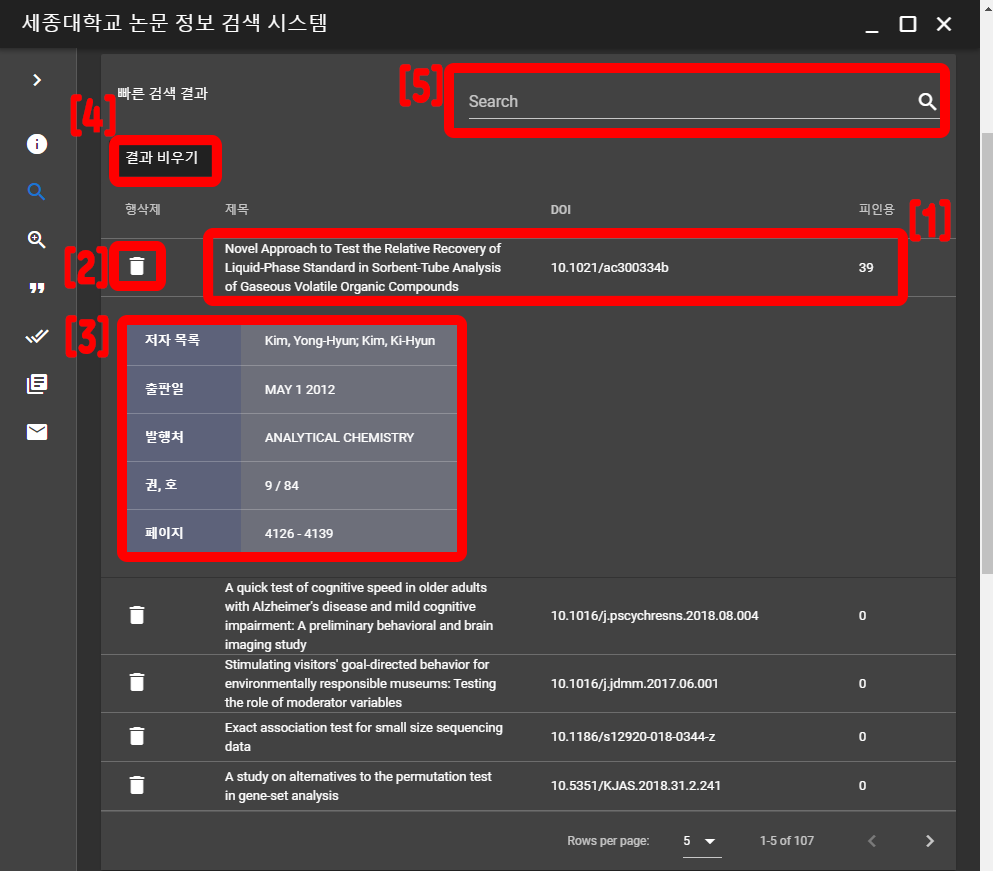 세종대학교 논문 정보 검색 시스템
[4]
빠른 검색 결과
[5]
Search
결과 비우기
형삭제 제목 DOI 피인용
[1]
[2]
Novel Approach to Test the Relative Recovery of
Liquid-Phase Standard in Sorbent-Tube Analysis
of Gaseous Volatile Organic Compounds
10.1021/ac300334b
39
[3]
저자 목록 Kim, Yong-Hyun; Kim, Ki-Hyun
출판일 MAY 1 2012
발행처 ANALYTICAL CHEMISTRY
권, 호 9 / 84
페이지 4126 - 4139
A quick test of cognitive speed in older adults
with Alzheimer's disease and mild cognitive
impairment: A preliminary behavioral and brain
imaging study
10.1016/j.pscychresns.2018.08.004
0
Stimulating visitors' goal-directed behavior for
environmentally responsible museums: Testing
the role of moderator variables
10.1016/j.jdmm.2017.06.001
0
Exact association test for small size sequencing
data
10.1186/s12920-018-0344-z
0
A study on alternatives to the permutation test
in gene-set analysis
10.5351/KJAS.2018.31.2.241
0
Rows per page: 5 1-5 of 107